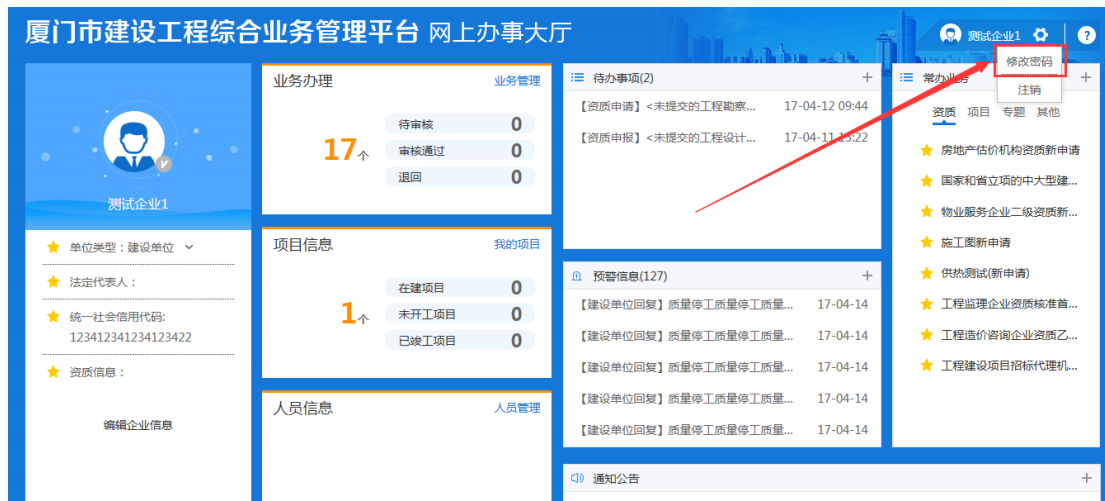 厦门市建设工程综合业务管理平台 网上办事大厅
测试企业1
?
修改密码
注销
测试企业1
单位类型：建设单位
法定代表人：
统一社会信用代码:
123412341234123422
资质信息：
编辑企业信息
业务办理 业务管理
17个
待审核 0
审核通过 0
退回 0
项目信息 我的项目
1个
在建项目 0
未开工项目 0
已竣工项目 0
人员信息 人员管理
待办事项(2) +
【资质申请】<未提交的工程勘察... 17-04-12 09:44
【资质申报】<未提交的工程设计... 17-04-11 15:22
预警信息(127) +
【建设单位回复】质量停工质量停工质量... 17-04-14
【建设单位回复】质量停工质量停工质量... 17-04-14
【建设单位回复】质量停工质量停工质量... 17-04-14
【建设单位回复】质量停工质量停工质量... 17-04-14
【建设单位回复】质量停工质量停工质量... 17-04-14
通知公告 +
常办业务 +
资质 项目 专题 其他
房地产估价机构资质新申请
国家和省立项的中大型建...
物业服务企业二级资质新...
施工图新申请
供热测试(新申请)
工程监理企业资质核准首...
工程造价咨询企业资质乙...
工程建设项目招标代理机...